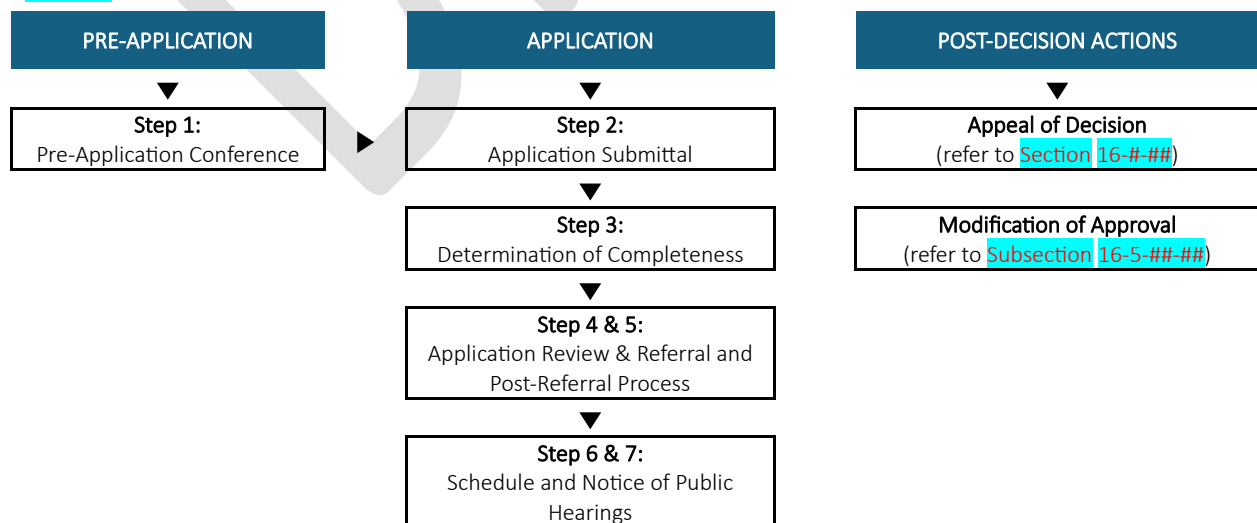 PRE-APPLICATION
APPLICATION
POST-DECISION ACTIONS
Step 1:
Pre-Application Conference
Step 2:
Application Submittal
Appeal of Decision
(refer to Section 16-#-##)
Step 3:
Determination of Completeness
Modification of Approval
(refer to Subsection 16-5-##-##)
Step 4 & 5:
Application Review & Referral and
Post-Referral Process
Step 6 & 7:
Schedule and Notice of Public
Hearings